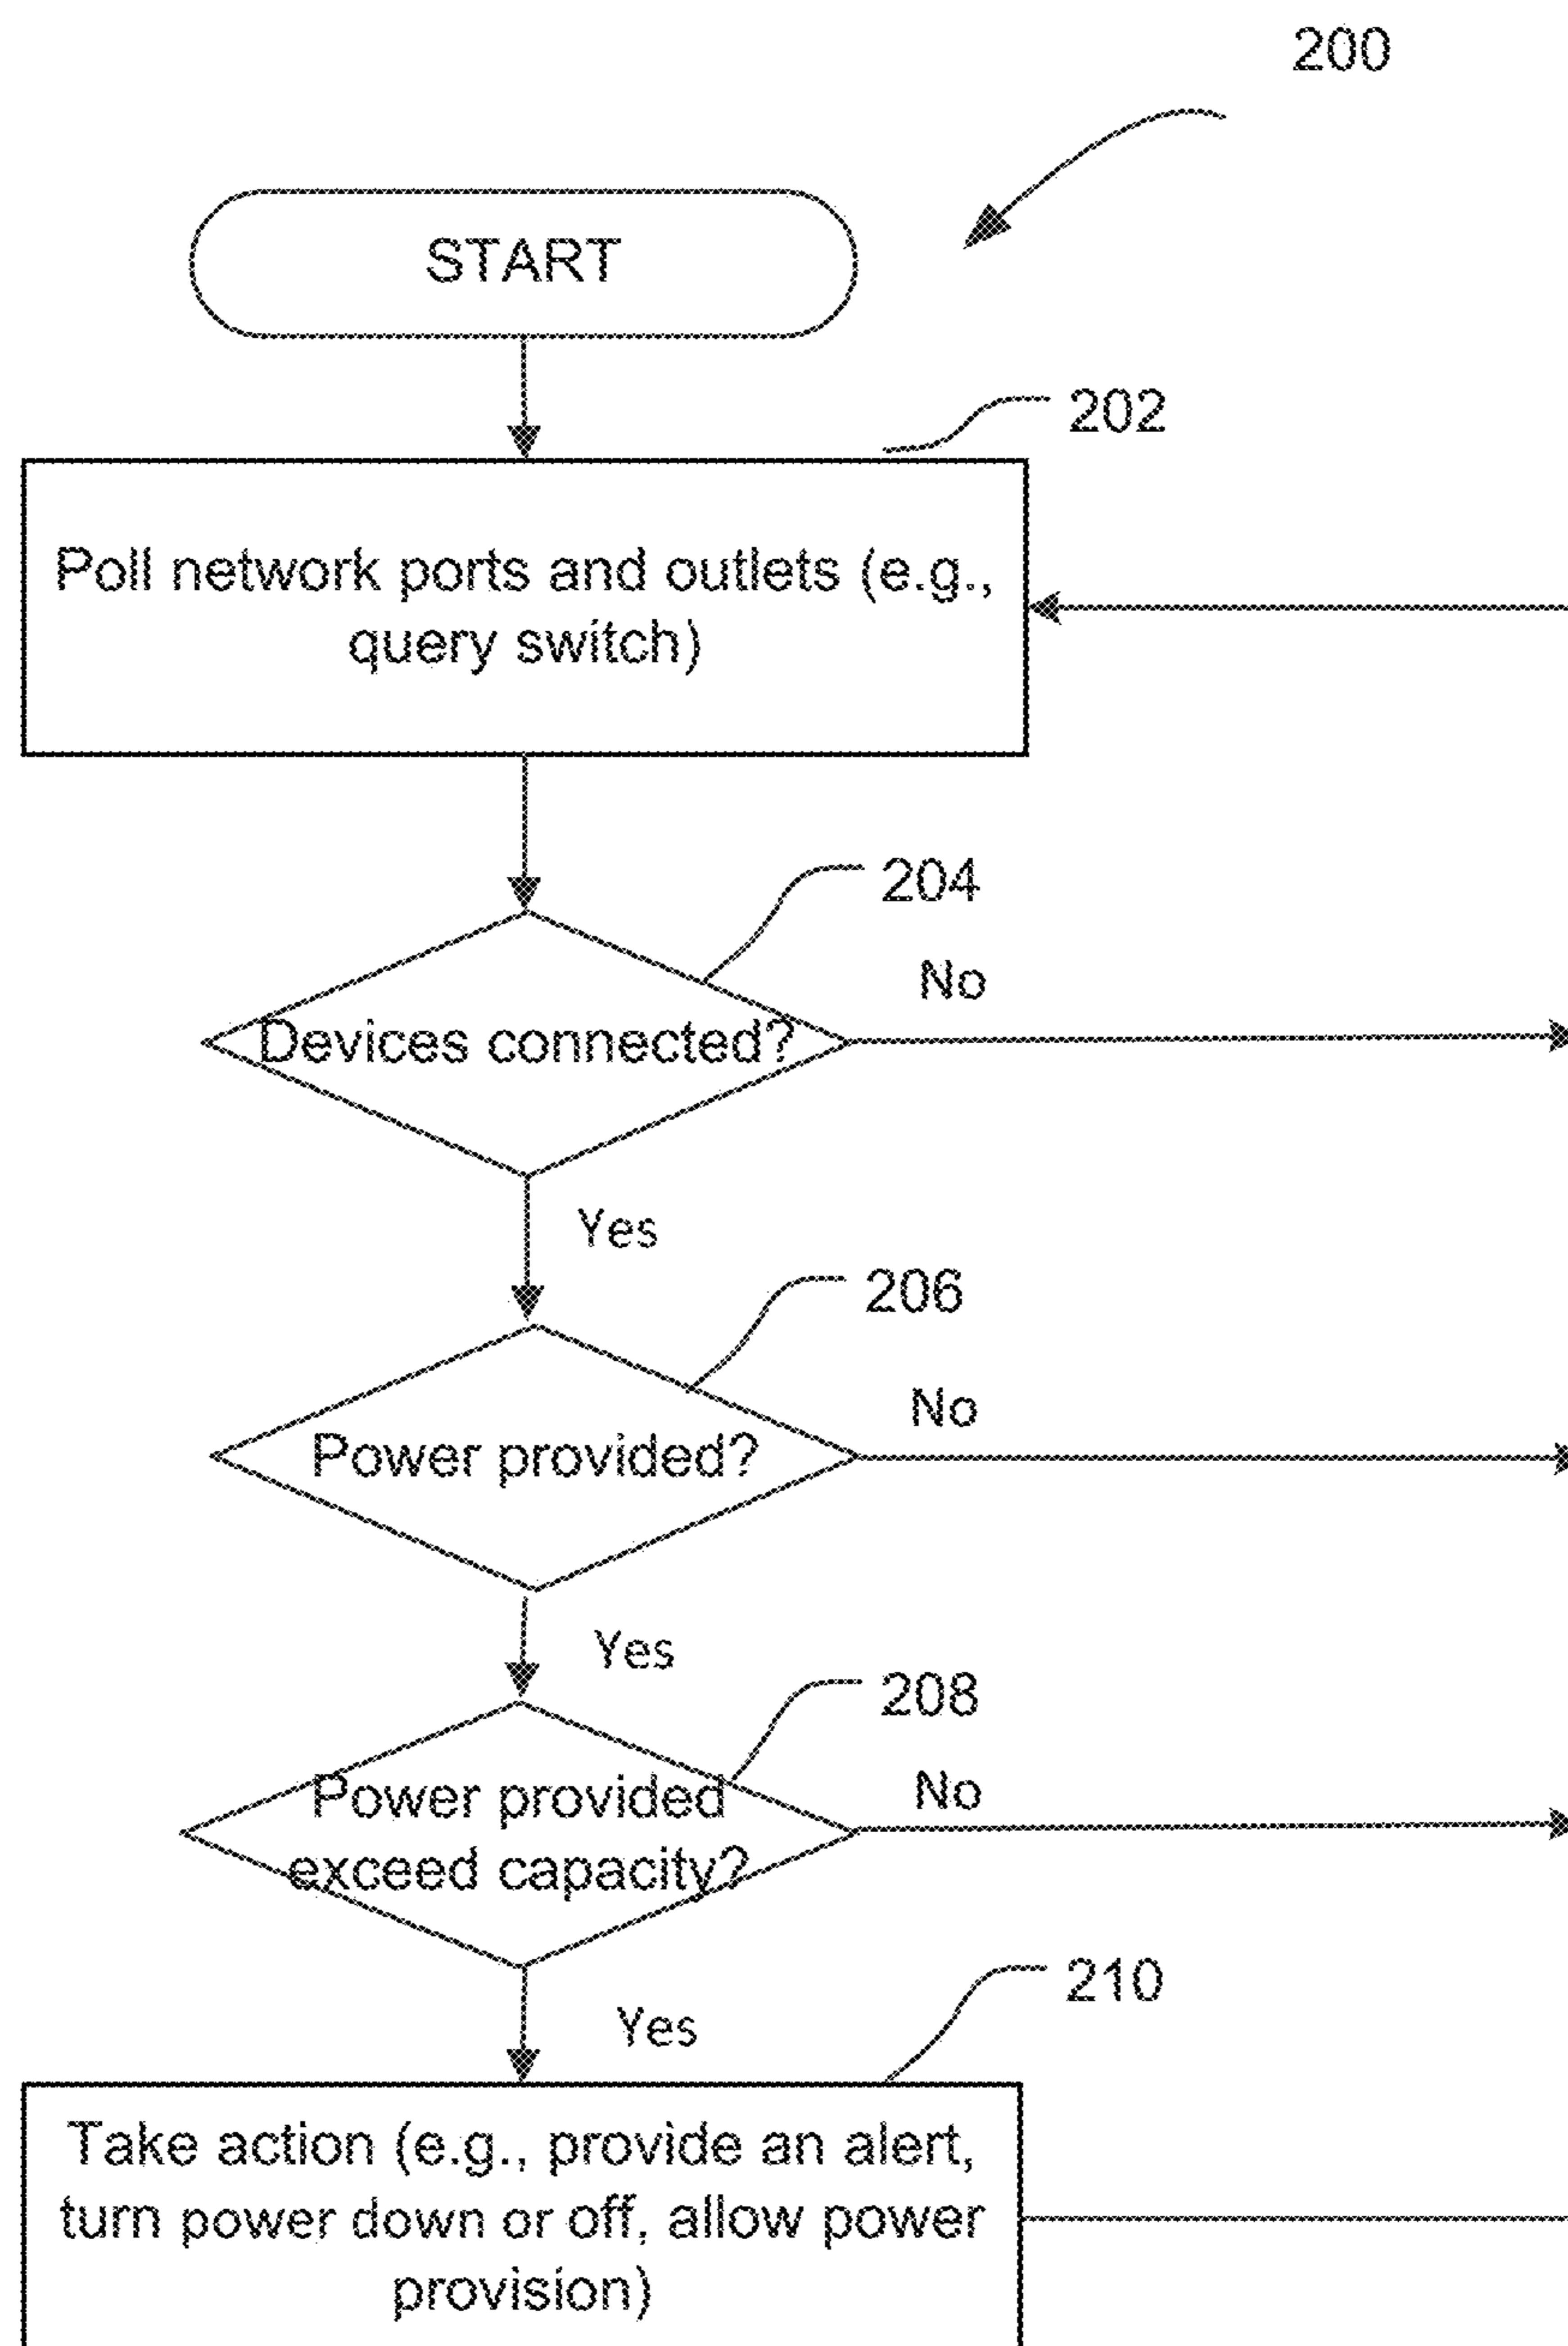 200
START
202
Poll network ports and outlets (e.g.,
query switch)
204
No
Devices connected?
Yes
206
No
Power provided?
Yes
208
No
Power provided
exceed capacity?
Yes
210
Take action (e.g., provide an alert,
turn power down or off, allow power
provision)